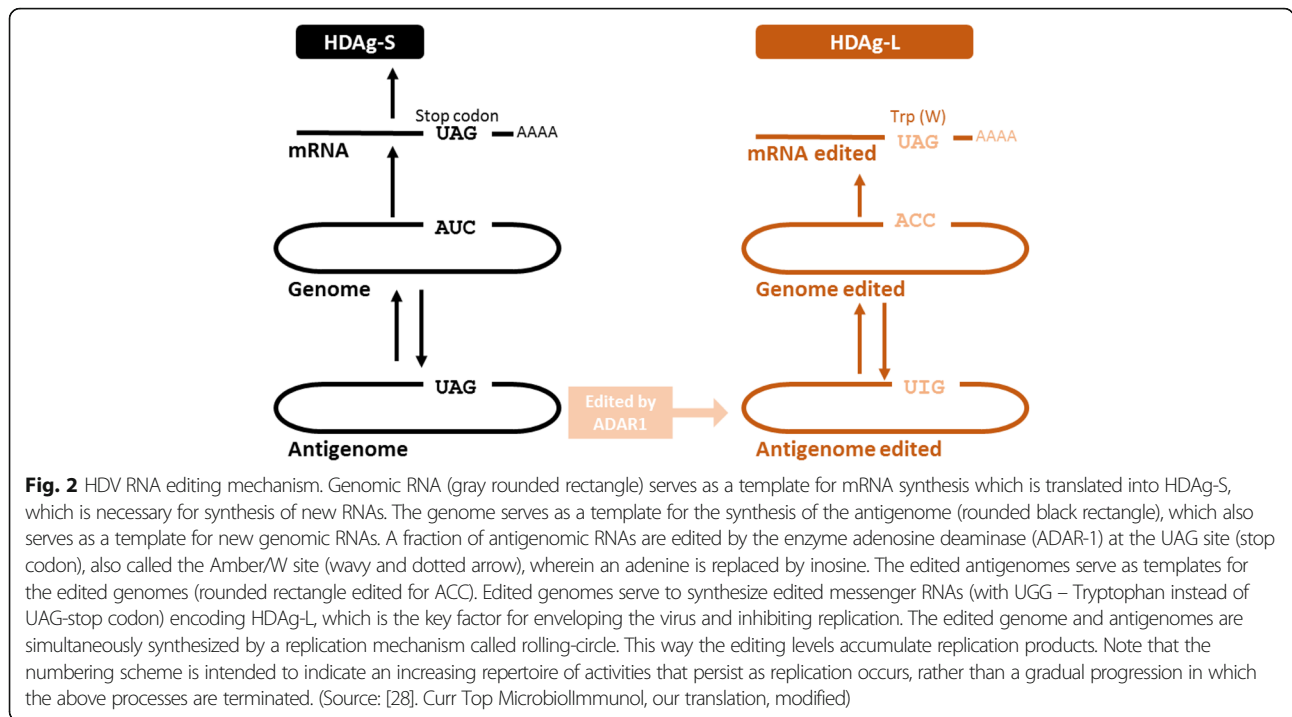 HDAg-S
HDAg-L
Stop codon
UAG
AAAA
mRNA
Trp (W)
UAG
AAAA
mRNA edited
AUC
Genome
ACC
Genome edited
UAG
Antigenome
Edited by
ADAR1
UIG
Antigenome edited
Fig. 2 HDV RNA editing mechanism. Genomic RNA (gray rounded rectangle) serves as a template for mRNA synthesis which is translated into HDAg-S,
which is necessary for synthesis of new RNAs. The genome serves as a template for the synthesis of the antigenome (rounded black rectangle), which also
serves as a template for new genomic RNAs. A fraction of antigenomic RNAs are edited by the enzyme adenosine deaminase (ADAR-1) at the UAG site (stop
codon), also called the Amber/W site (wavy and dotted arrow), wherein an adenine is replaced by inosine. The edited antigenomes serve as templates for
the edited genomes (rounded rectangle edited for ACC). Edited genomes serve to synthesize edited messenger RNAs (with UGG – Tryptophan instead of
UAG-stop codon) encoding HDAg-L, which is the key factor for enveloping the virus and inhibiting replication. The edited genome and antigenomes are
simultaneously synthesized by a replication mechanism called rolling-circle. This way the editing levels accumulate replication products. Note that the
numbering scheme is intended to indicate an increasing repertoire of activities that persist as replication occurs, rather than a gradual progression in which
the above processes are terminated. (Source: [28]. Curr Top MicrobiolImmunol, our translation, modified)